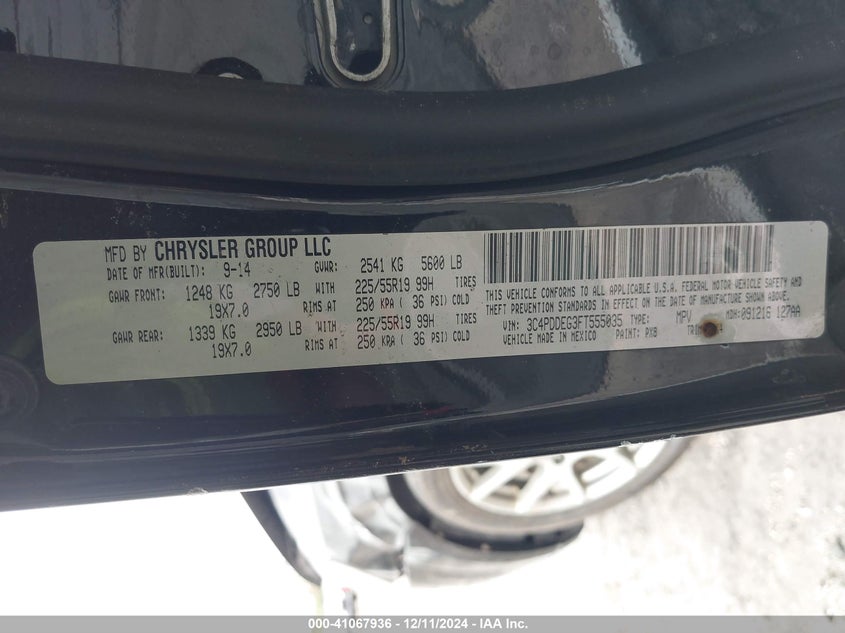 MFD BY CHRYSLER GROUP LLC
DATE OF MFR(BUILT): 9-14 GVWR: 2541 KG 5600 LB
GAWR FRONT: 1248 KG 2750 LB WITH 225/55R19 99H TIRES
19X7.0 RIMS AT 250 KPA ( 36 PSI) COLD
GAWR REAR: 1339 KG 2950 LB WITH 225/55R19 99H TIRES
19X7.0 RIMS AT 250 KPA ( 36 PSI) COLD
THIS VEHICLE CONFORMS TO ALL APPLICABLE U.S.A. FEDERAL MOTOR VEHICLE SAFETY AND
THEFT PREVENTION STANDARDS IN EFFECT ON THE DATE OF MANUFACTURE SHOWN ABOVE.
VIN: 3C4PDDEG3FT555035 TYPE: MPV MDH: 091216 127AA
VEHICLE MADE IN MEXICO PAINT: PX8 TRIM:
000-41067936 - 12/11/2024 - IAA Inc.